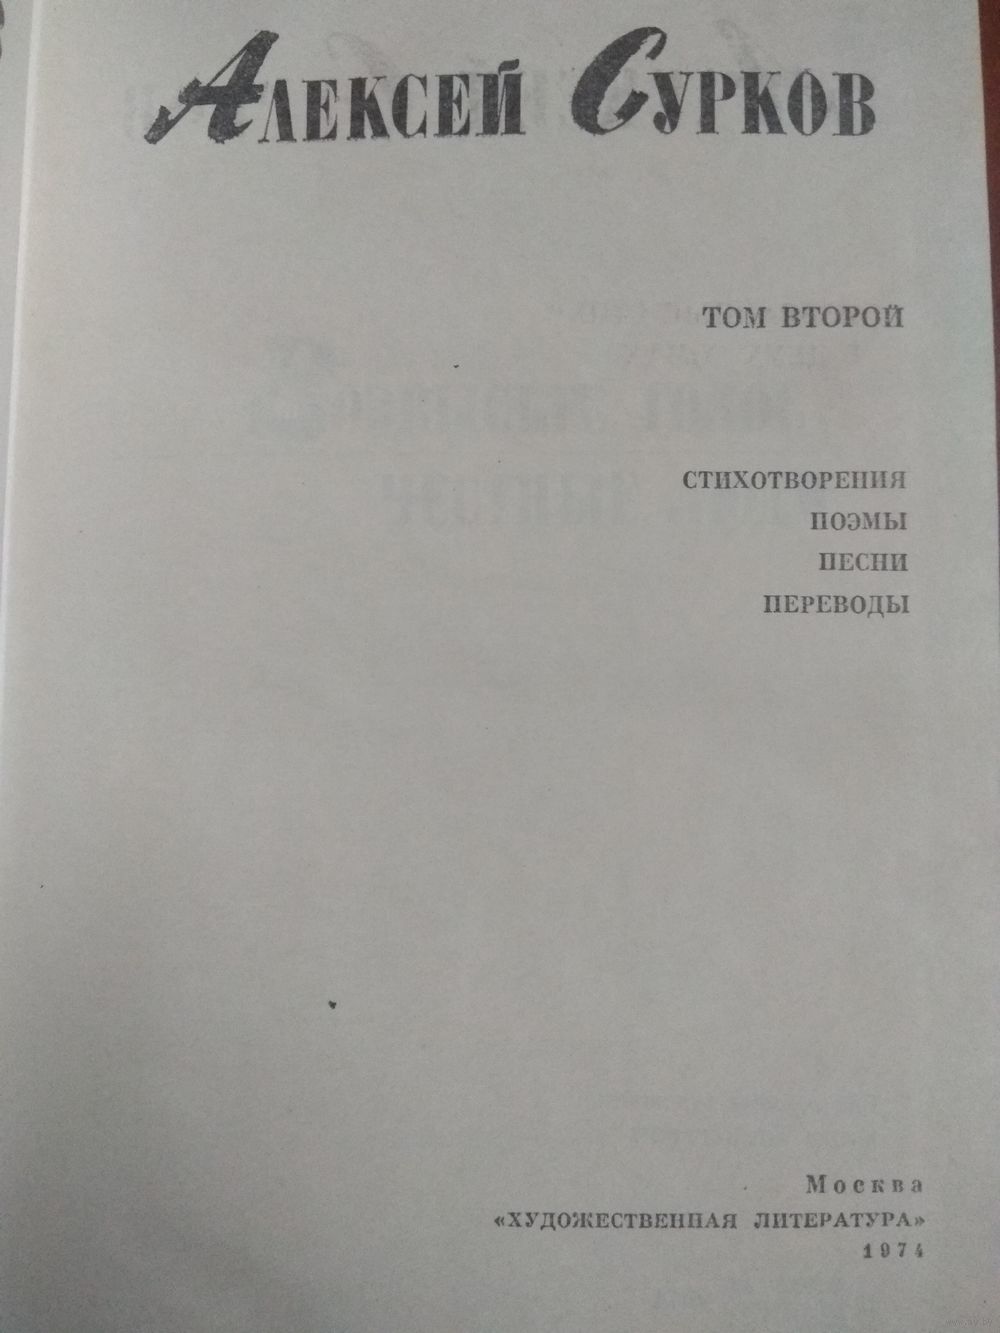 Алексей Сурков
ТОМ ВТОРОЙ
СТИХОТВОРЕНИЯ
ПОЭМЫ
ПЕСНИ
ПЕРЕВОДЫ
Москва
«ХУДОЖЕСТВЕННАЯ ЛИТЕРАТУРА»
1974